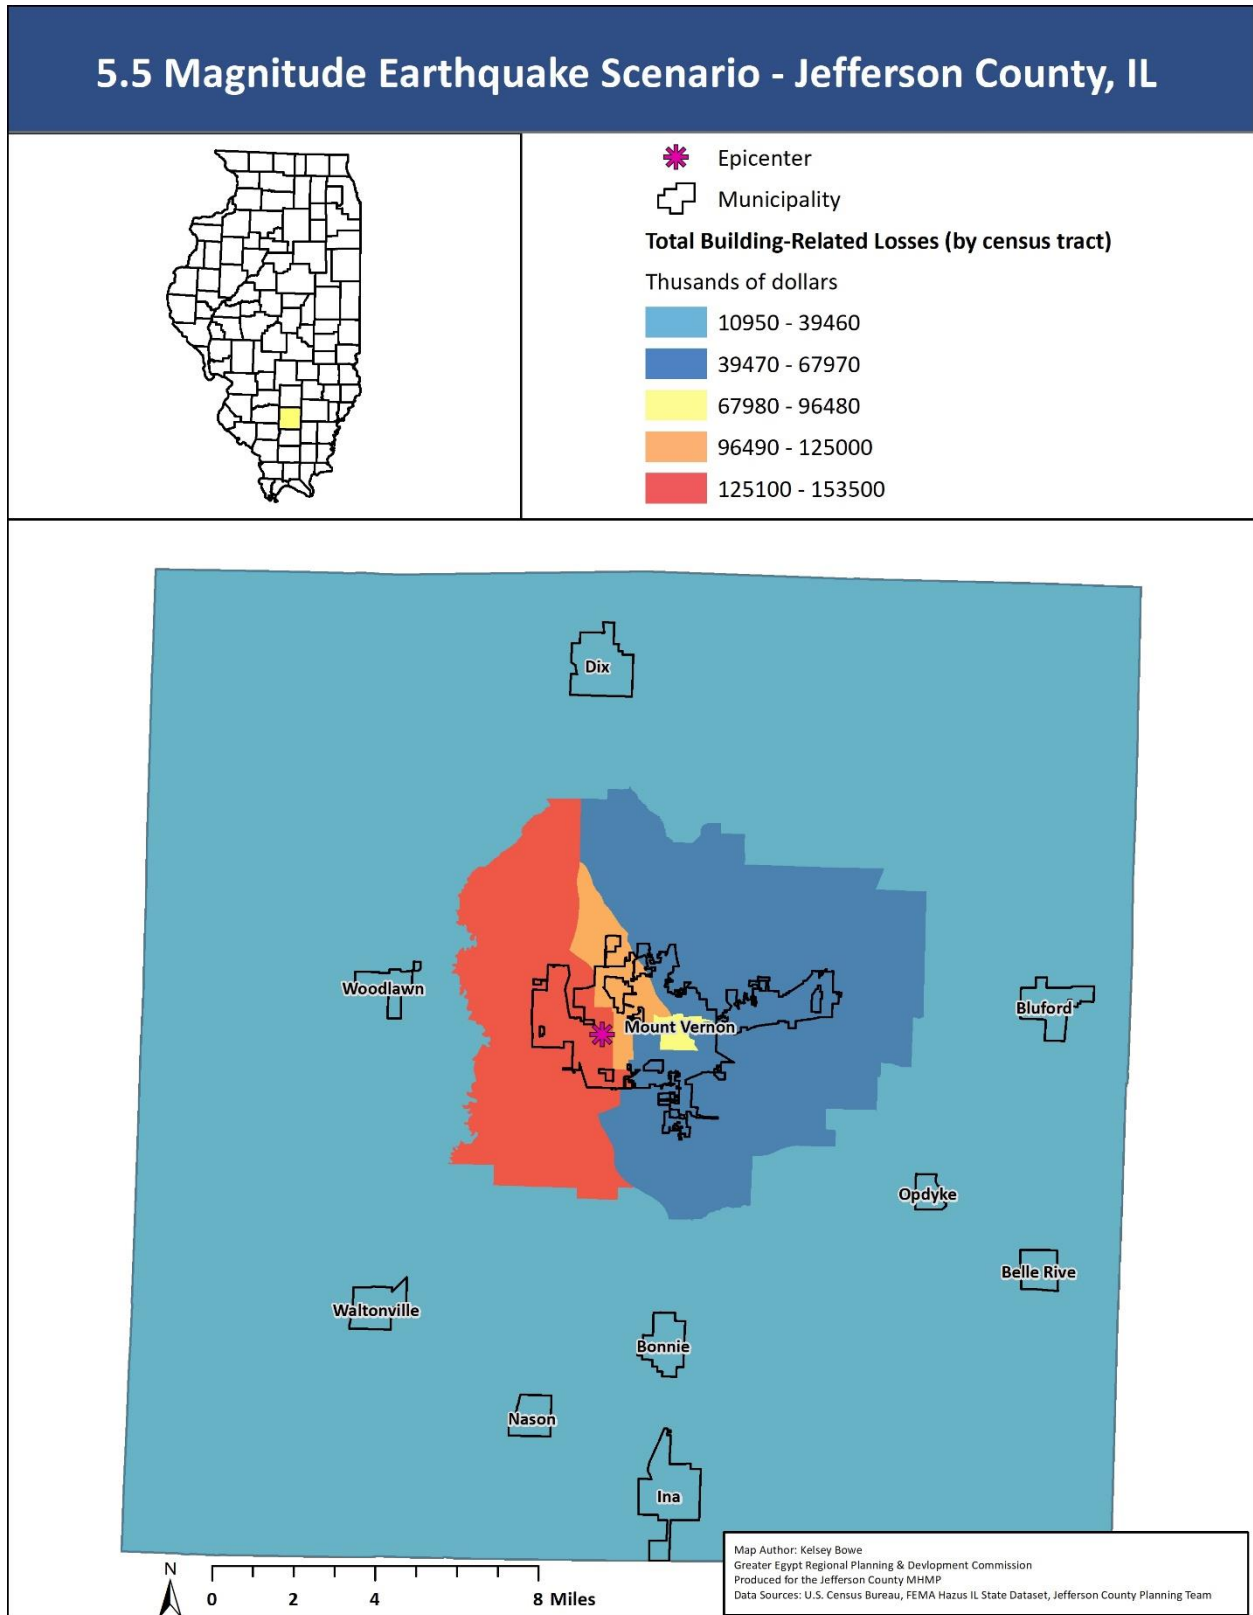 5.5 Magnitude Earthquake Scenario - Jefferson County, IL
Epicenter
Municipality
Total Building-Related Losses (by census tract)
Thousands of dollars
10950 - 39460
39470 - 67970
67980 - 96480
96490 - 125000
125100 - 153500
Dix
Woodlawn
Bluford
Mount Vernon
Opdyke
Belle Rive
Waltonville
Bonnie
Nason
Ina
N
0 2 4 8 Miles
Map Author: Kelsey Bowe
Greater Egypt Regional Planning & Devlopment Commission
Produced for the Jefferson County MHMP
Data Sources: U.S. Census Bureau, FEMA Hazus IL State Dataset, Jefferson County Planning Team